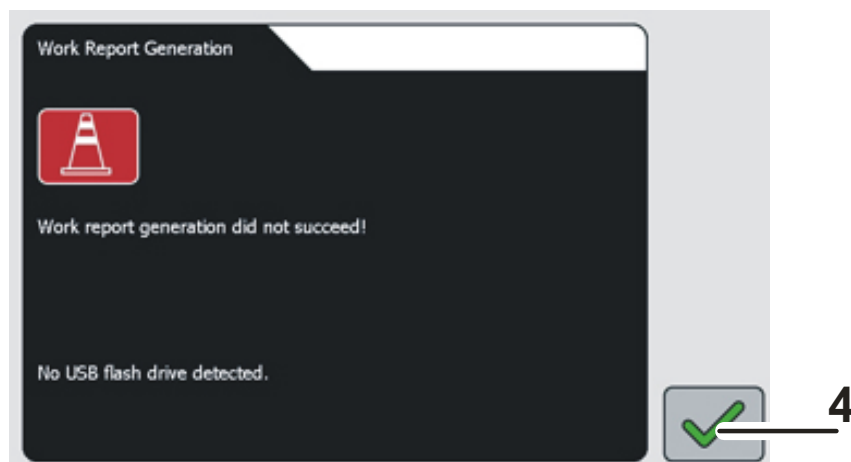 Work Report Generation
Work report generation did not succeed!
No USB flash drive detected.
4